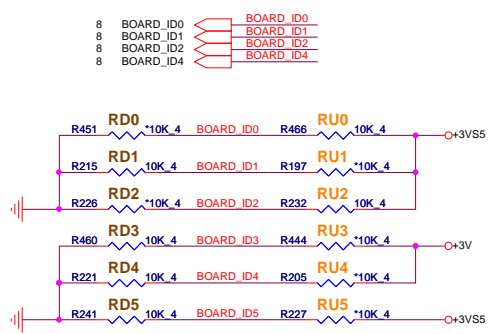 8 BOARD_ID0 BOARD_ID0
8 BOARD_ID1 BOARD_ID1
8 BOARD_ID2 BOARD_ID2
8 BOARD_ID4 BOARD_ID4
RD0 RU0
R451 *10K_4 BOARD_ID0 R466 10K_4 +3VS5
RD1 RU1
R215 10K_4 BOARD_ID1 R197 *10K_4
RD2 RU2
R226 *10K_4 BOARD_ID2 R232 10K_4
RD3 RU3
R460 10K_4 BOARD_ID3 R444 *10K_4 +3V
RD4 RU4
R221 10K_4 BOARD_ID4 R205 *10K_4
RD5 RU5
R241 10K_4 BOARD_ID5 R227 *10K_4 +3VS5